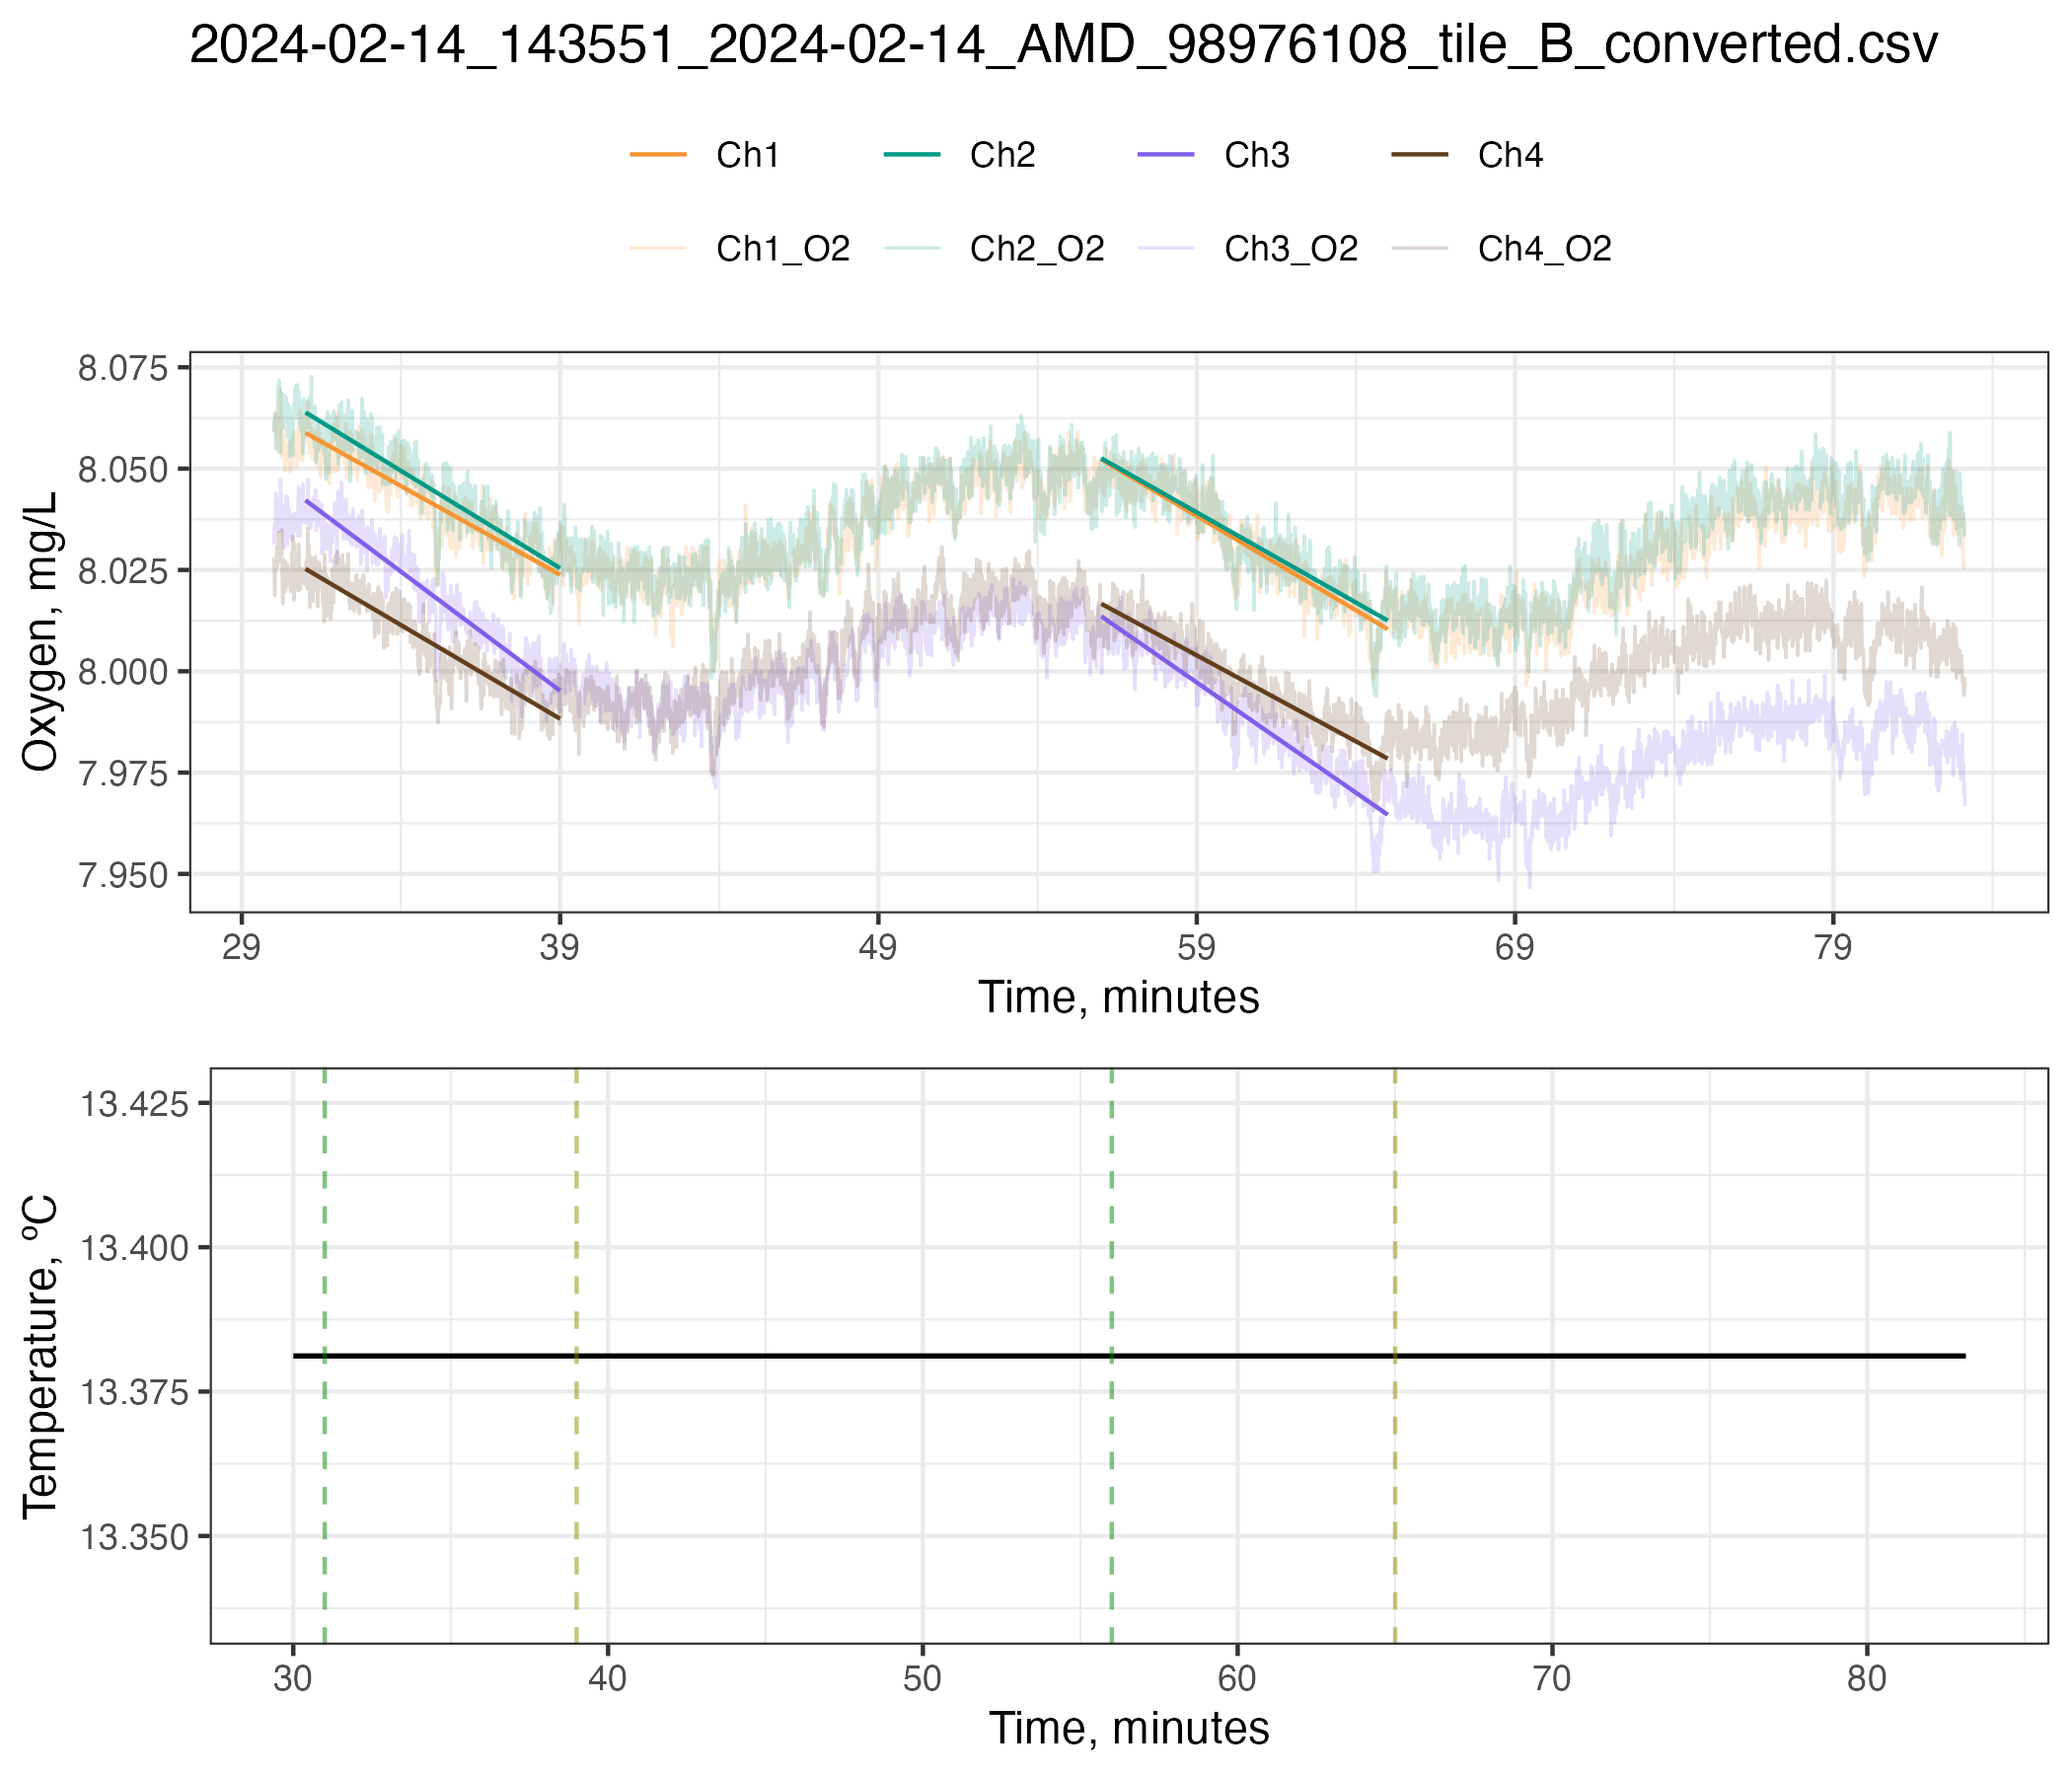 2024-02-14_143551_2024-02-14_AMD_98976108_tile_B_converted.csv
Ch1 Ch2 Ch3 Ch4
Ch1_O2 Ch2_O2 Ch3_O2 Ch4_O2
Oxygen, mg/L
8.075
8.050
8.025
8.000
7.975
7.950
29 39 49 59 69 79
Time, minutes
Temperature, ºC
13.425
13.400
13.375
13.350
30 40 50 60 70 80
Time, minutes